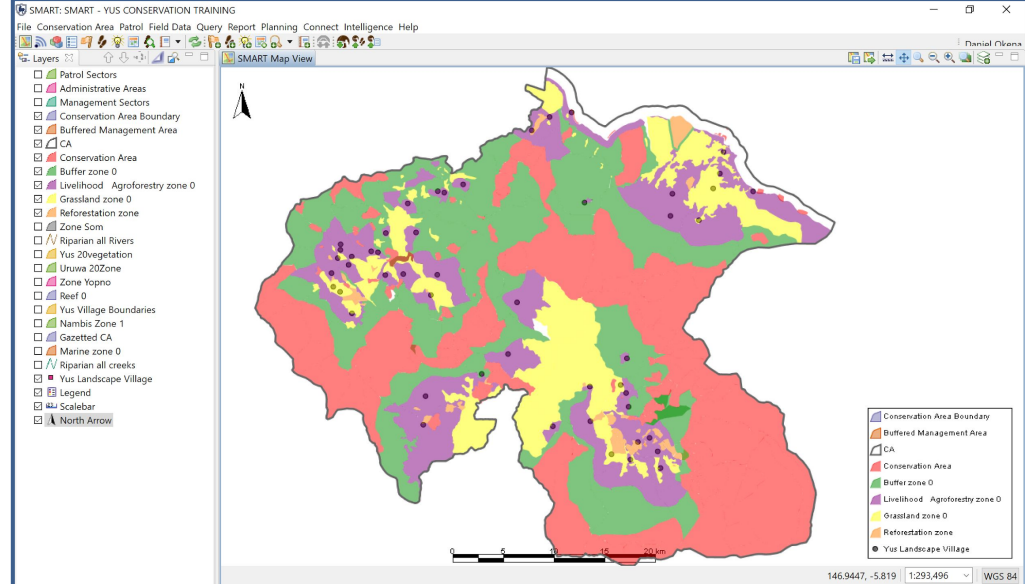 SMART: SMART - YUS CONSERVATION TRAINING
File Conservation Area Patrol Field Data Query Report Planning Connect Intelligence Help
Daniel Okena
Layers
SMART Map View
Patrol Sectors
Administrative Areas
Management Sectors
Conservation Area Boundary
Buffered Management Area
CA
Conservation Area
Buffer zone 0
Livelihood Agroforestry zone 0
Grassland zone 0
Reforestation zone
Zone Som
Riparian all Rivers
Yus 20vegetation
Uruwa 20Zone
Zone Yopno
Reef 0
Yus Village Boundaries
Nambis Zone 1
Gazetted CA
Marine zone 0
Riparian all creeks
Yus Landscape Village
Legend
Scalebar
North Arrow
N
Conservation Area Boundary
Buffered Management Area
CA
Conservation Area
Buffer zone 0
Livelihood Agroforestry zone 0
Grassland zone 0
Reforestation zone
Yus Landscape Village
0 5 10 15 20 km
146.9447, -5.819 1:293,496 WGS 84